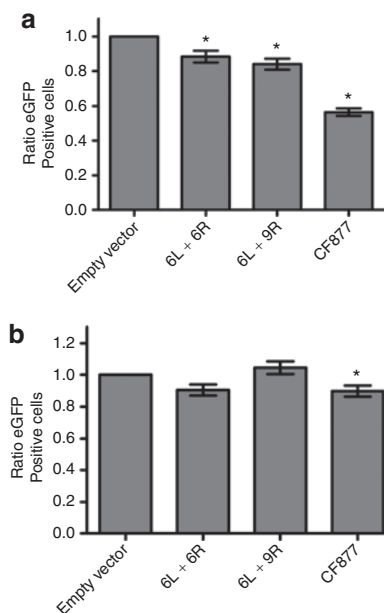 a
Ratio eGFP
Positive cells
1.0
0.8
0.6
0.4
0.2
0.0
*
*
*
Empty vector
6L + 6R
6L + 9R
CF877
b
Ratio eGFP
Positive cells
1.2
1.0
0.8
0.6
0.4
0.2
0.0
*
Empty vector
6L + 6R
6L + 9R
CF877